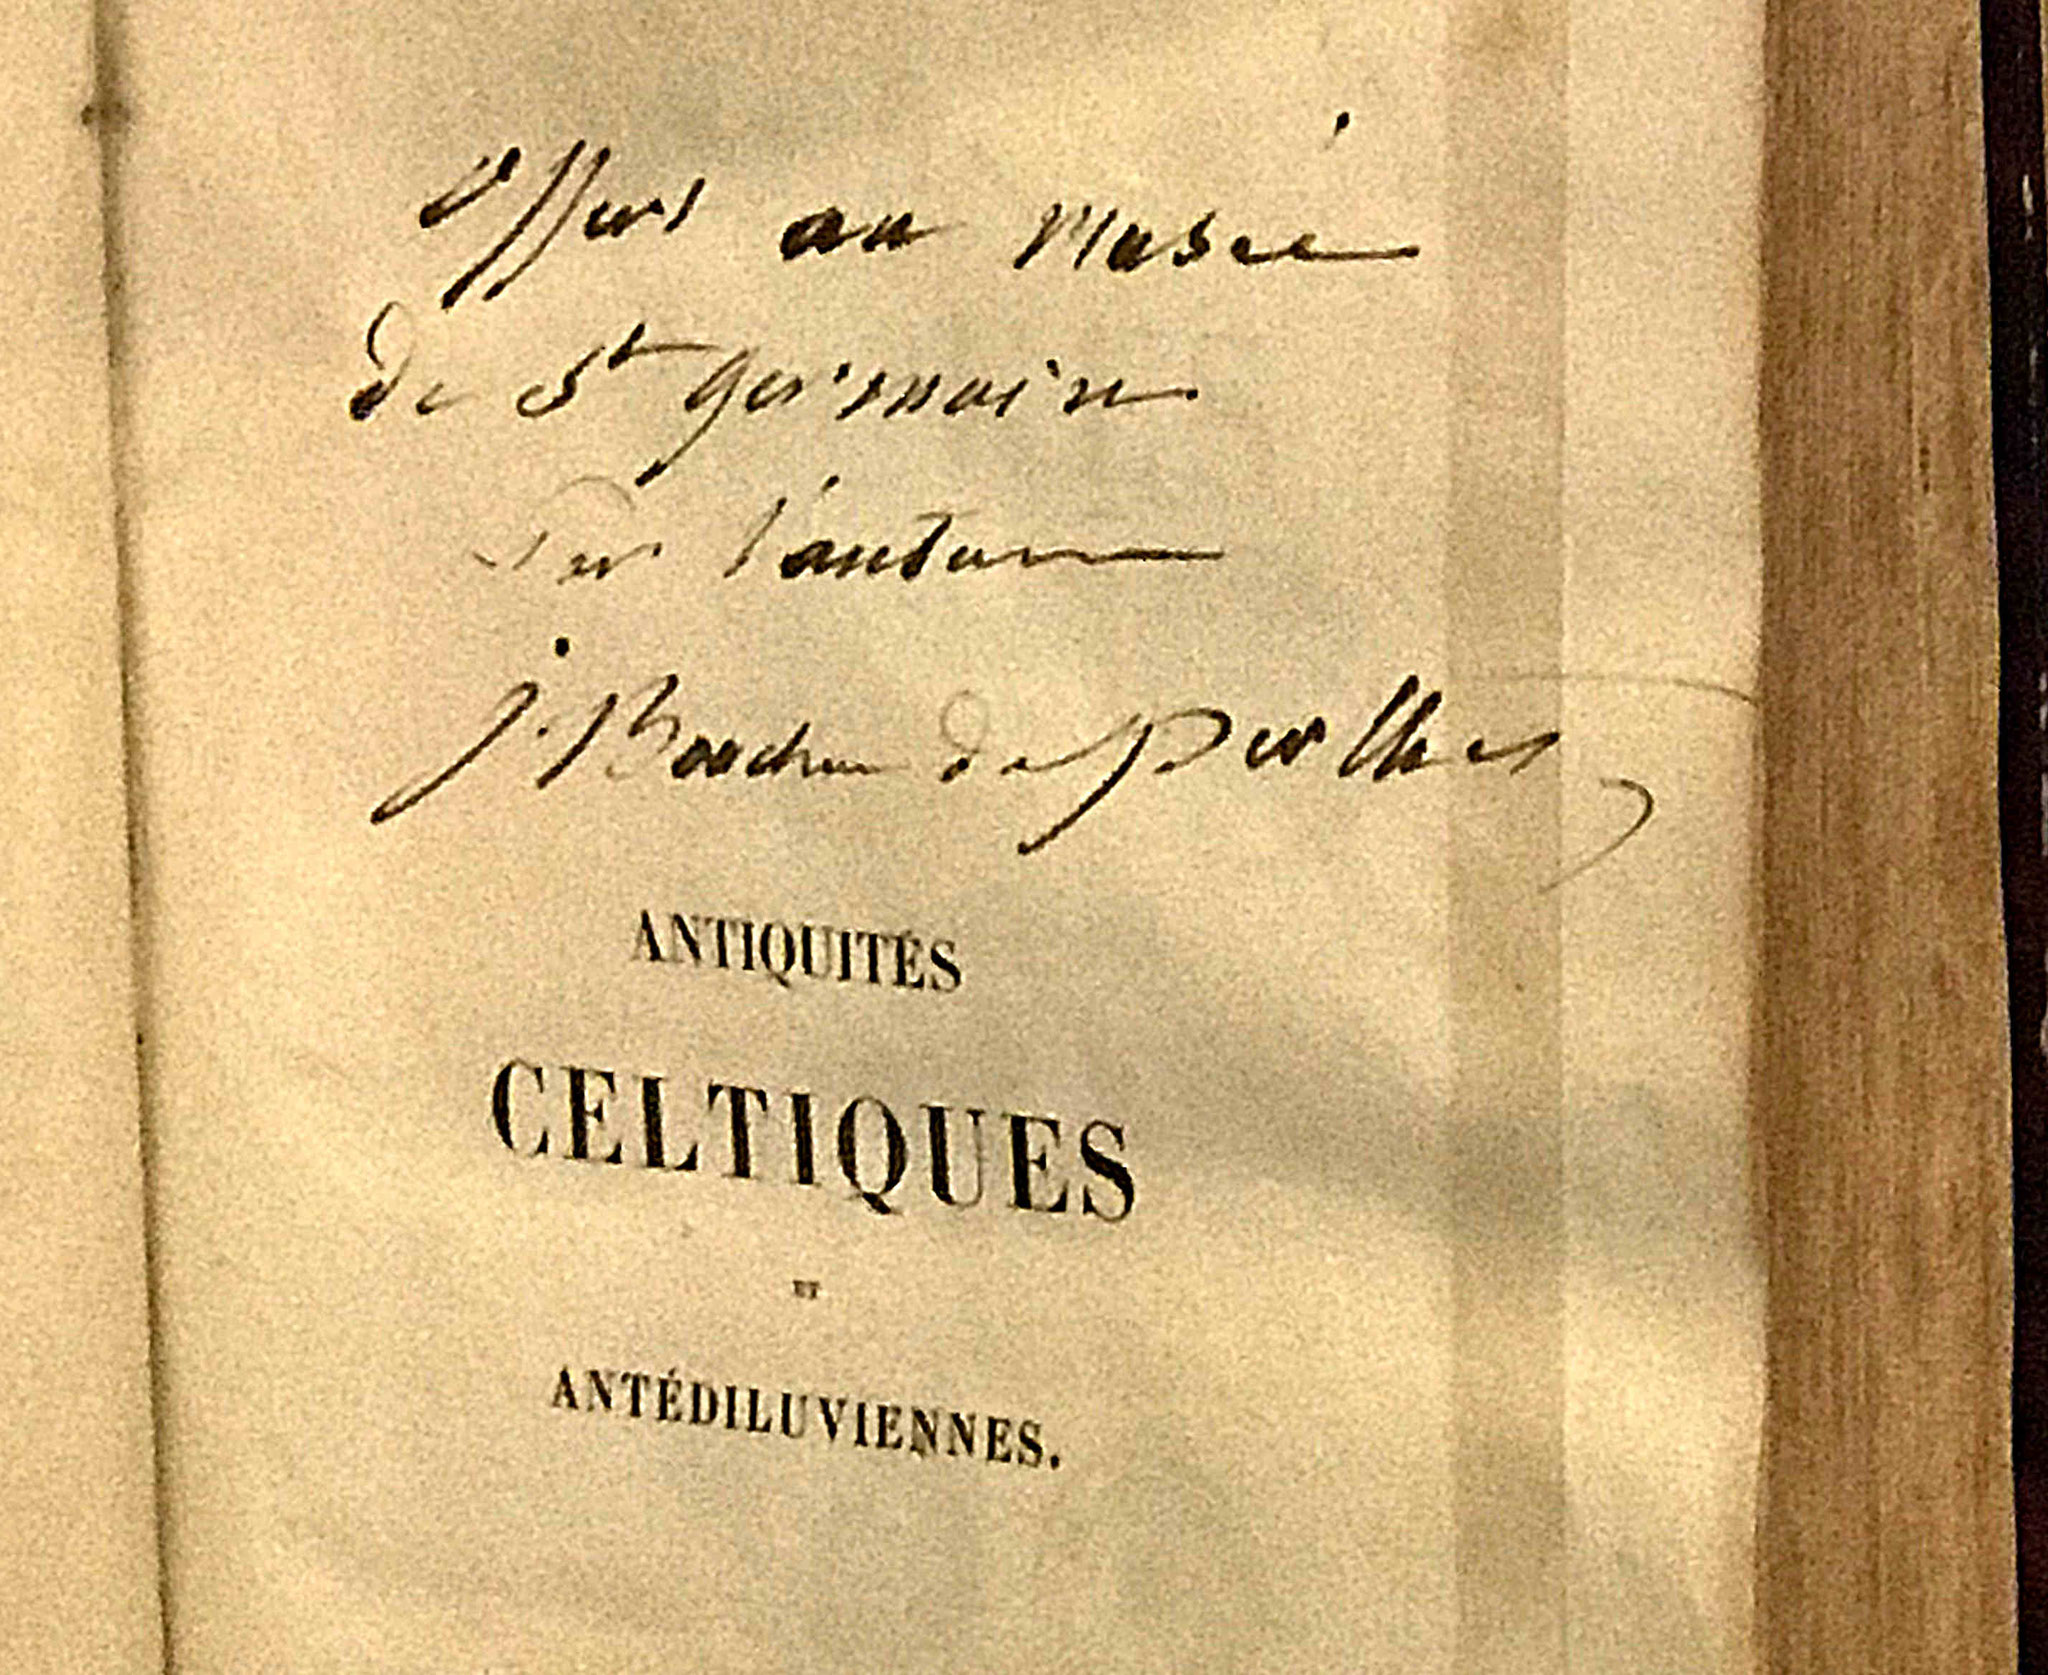 Offert au Musée
de St Germain
Par l'auteur
J. Boucher de Perthes
ANTIQUITÉS
CELTIQUES
ET
ANTÉDILUVIENNES.